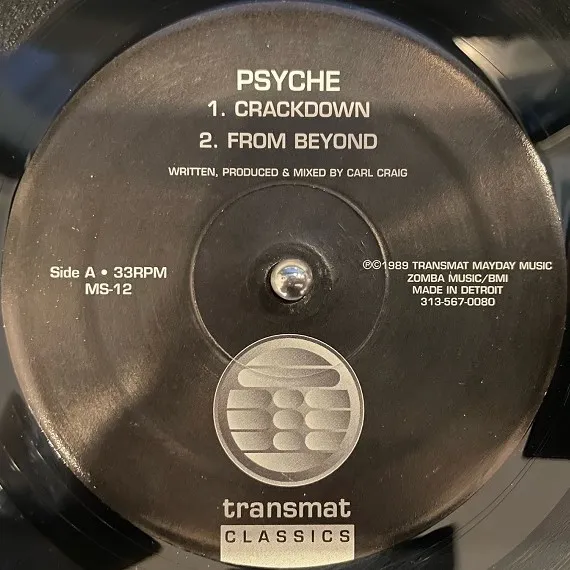 PSYCHE
1. CRACKDOWN
2. FROM BEYOND
WRITTEN, PRODUCED & MIXED BY CARL CRAIG
Side A • 33RPM
MS-12
℗©1989 TRANSMAT MAYDAY MUSIC
ZOMBA MUSIC/BMI
MADE IN DETROIT
313-567-0080
transmat
CLASSICS